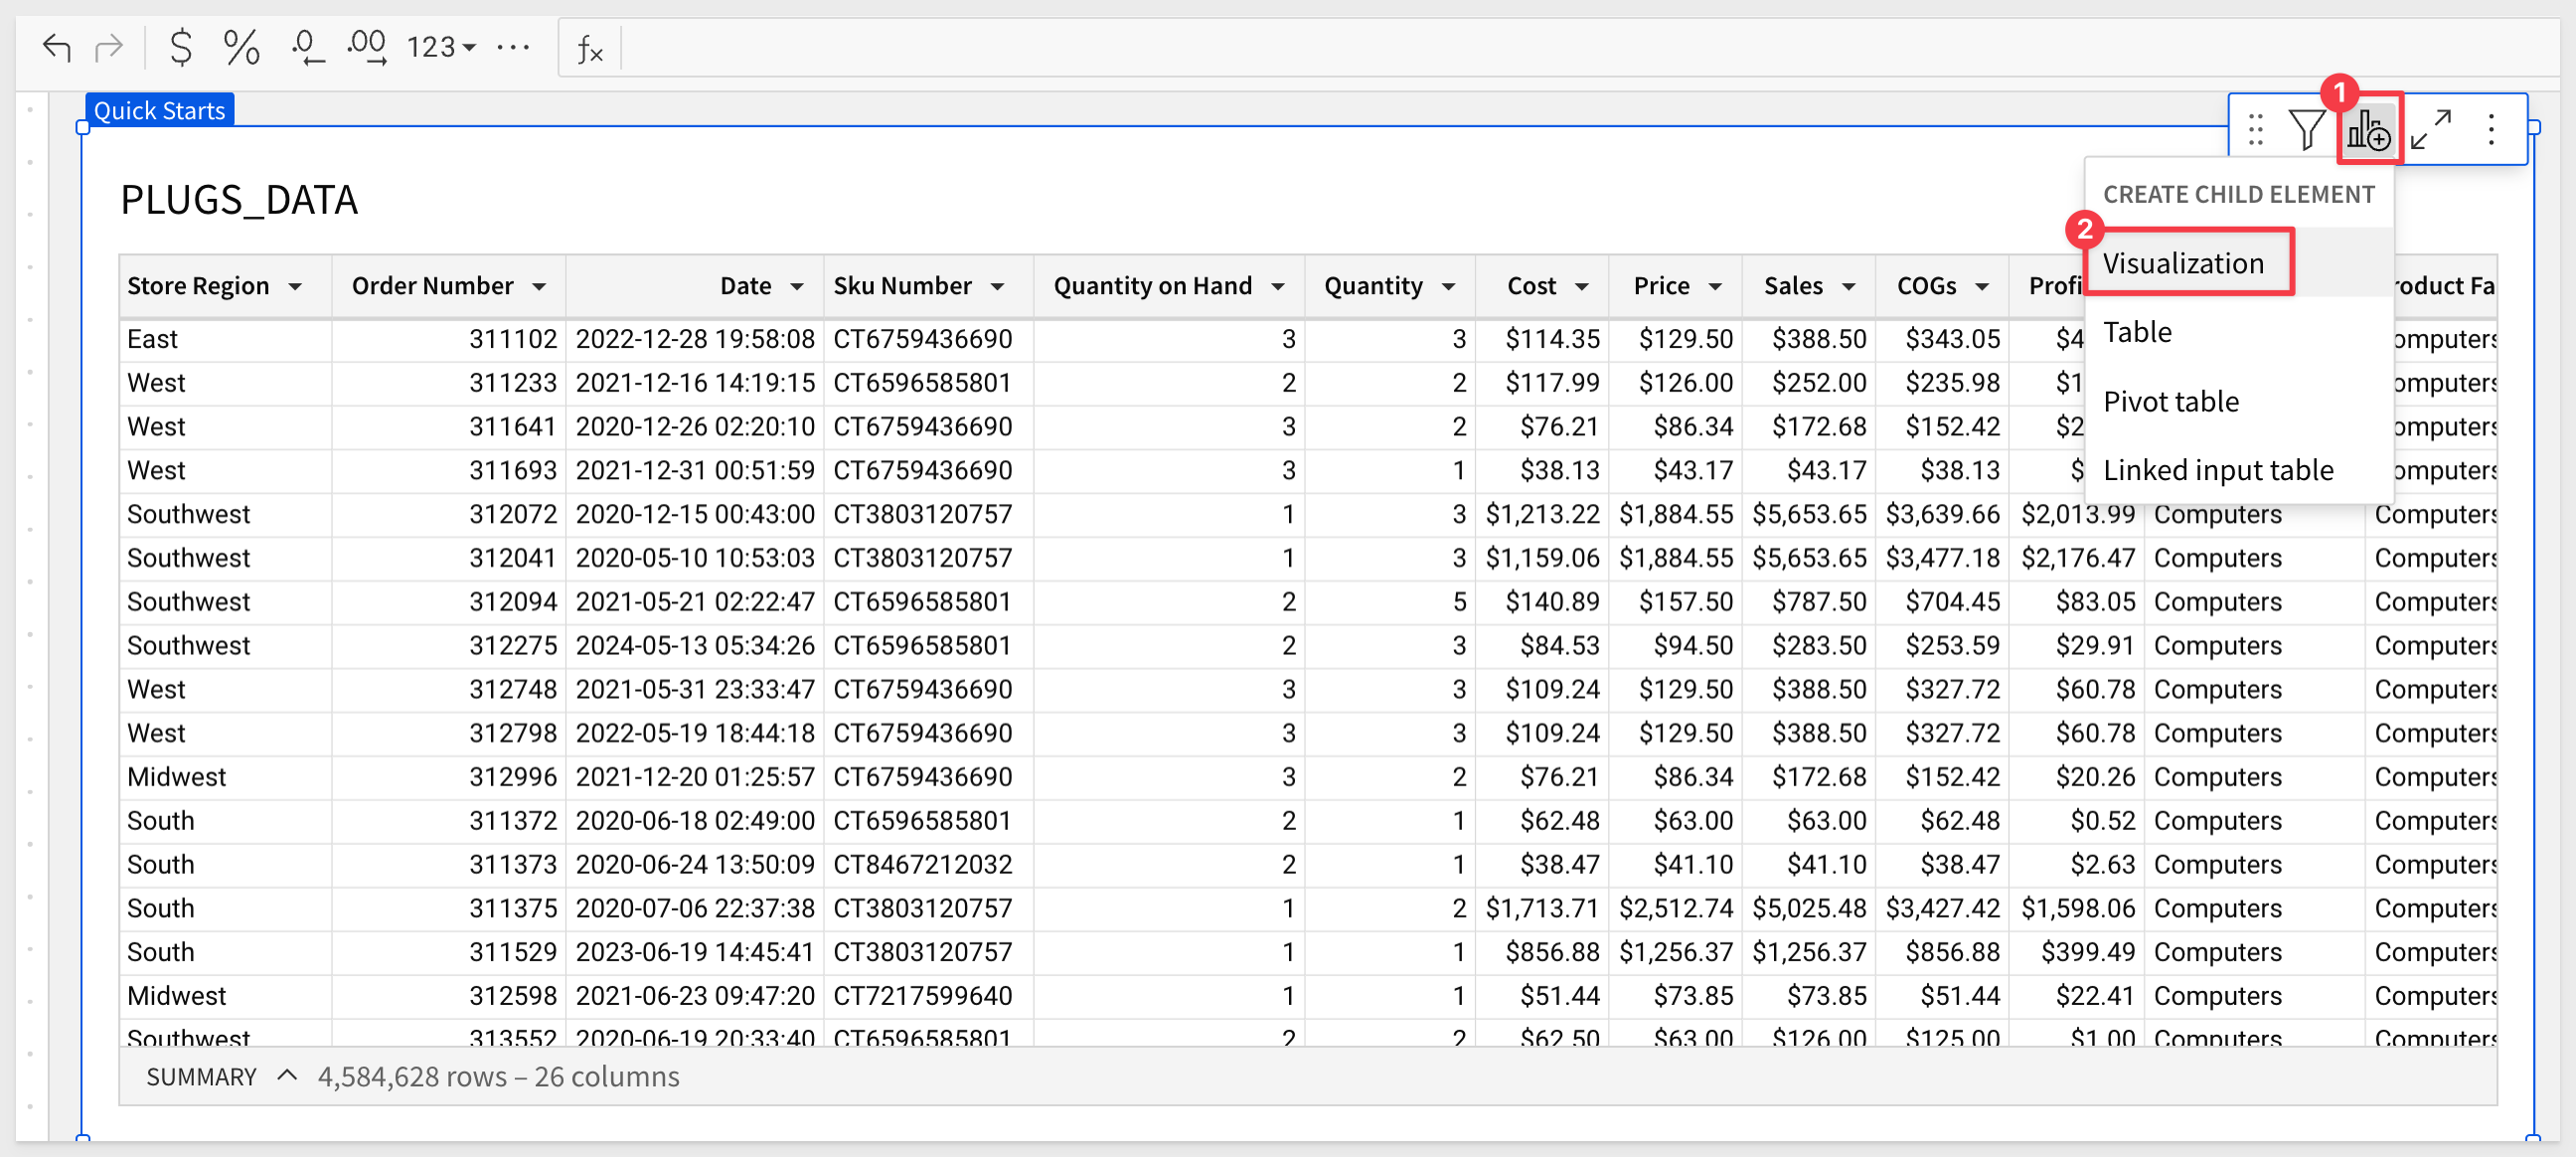 .0 .00 123 ... fx
Quick Starts
1
PLUGS_DATA
CREATE CHILD ELEMENT
2
Visualization
Table
Pivot table
Linked input table
Store Region Order Number Date Sku Number Quantity on Hand Quantity Cost Price Sales COGs Profi roduct Fa
East 311102 2022-12-28 19:58:08 CT6759436690 3 3 $114.35 $129.50 $388.50 $343.05 $4 omputers
West 311233 2021-12-16 14:19:15 CT6596585801 2 2 $117.99 $126.00 $252.00 $235.98 $1 omputers
West 311641 2020-12-26 02:20:10 CT6759436690 3 2 $76.21 $86.34 $172.68 $152.42 $2 omputers
West 311693 2021-12-31 00:51:59 CT6759436690 3 1 $38.13 $43.17 $43.17 $38.13 $ omputers
Southwest 312072 2020-12-15 00:43:00 CT3803120757 1 3 $1,213.22 $1,884.55 $5,653.65 $3,639.66 $2,013.99 Computers Computers
Southwest 312041 2020-05-10 10:53:03 CT3803120757 1 3 $1,159.06 $1,884.55 $5,653.65 $3,477.18 $2,176.47 Computers Computers
Southwest 312094 2021-05-21 02:22:47 CT6596585801 2 5 $140.89 $157.50 $787.50 $704.45 $83.05 Computers Computers
Southwest 312275 2024-05-13 05:34:26 CT6596585801 2 3 $84.53 $94.50 $283.50 $253.59 $29.91 Computers Computers
West 312748 2021-05-31 23:33:47 CT6759436690 3 3 $109.24 $129.50 $388.50 $327.72 $60.78 Computers Computers
West 312798 2022-05-19 18:44:18 CT6759436690 3 3 $109.24 $129.50 $388.50 $327.72 $60.78 Computers Computers
Midwest 312996 2021-12-20 01:25:57 CT6759436690 3 2 $76.21 $86.34 $172.68 $152.42 $20.26 Computers Computers
South 311372 2020-06-18 02:49:00 CT6596585801 2 1 $62.48 $63.00 $63.00 $62.48 $0.52 Computers Computers
South 311373 2020-06-24 13:50:09 CT8467212032 2 1 $38.47 $41.10 $41.10 $38.47 $2.63 Computers Computers
South 311375 2020-07-06 22:37:38 CT3803120757 1 2 $1,713.71 $2,512.74 $5,025.48 $3,427.42 $1,598.06 Computers Computers
South 311529 2023-06-19 14:45:41 CT3803120757 1 1 $856.88 $1,256.37 $1,256.37 $856.88 $399.49 Computers Computers
Midwest 312598 2021-06-23 09:47:20 CT7217599640 1 1 $51.44 $73.85 $73.85 $51.44 $22.41 Computers Computers
Southwest 313552 2020-06-19 20:33:40 CT6596585801 2 2 $62.50 $63.00 $126.00 $125.00 $1.00 Computers Computers
SUMMARY 4,584,628 rows – 26 columns